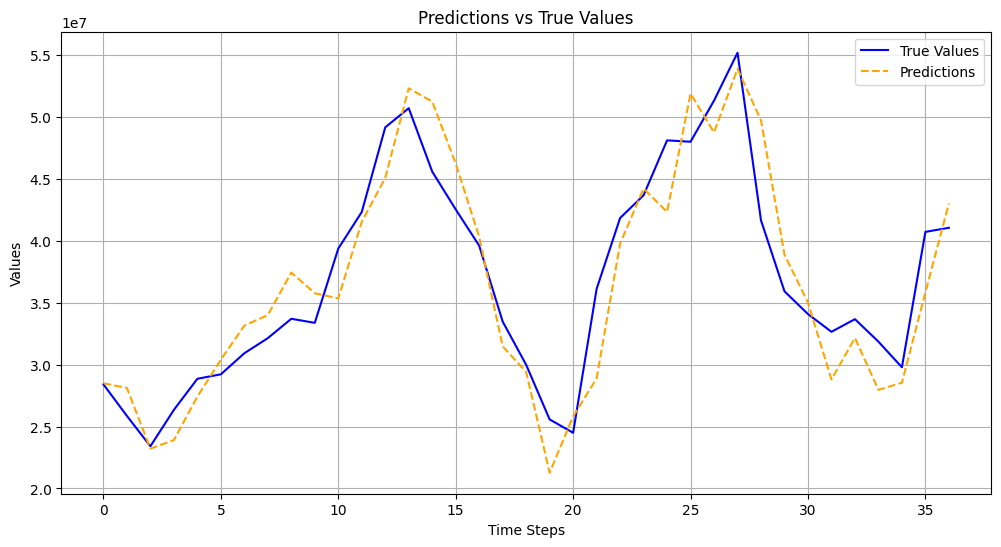 Predictions vs True Values
1e7
True Values
Predictions
5.5
5.0
4.5
4.0
3.5
3.0
2.5
2.0
Values
0 5 10 15 20 25 30 35
Time Steps